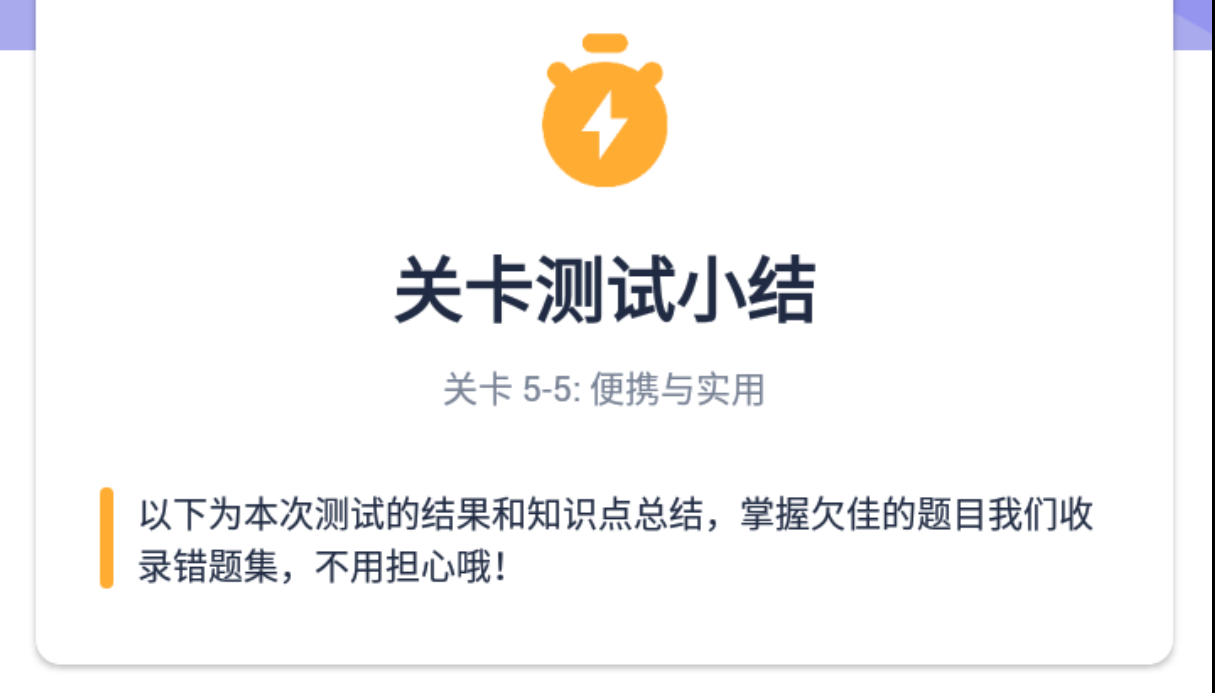 关卡测试小结
关卡 5-5: 便携与实用
以下为本次测试的结果和知识点总结，掌握欠佳的题目我们收
录错题集，不用担心哦！